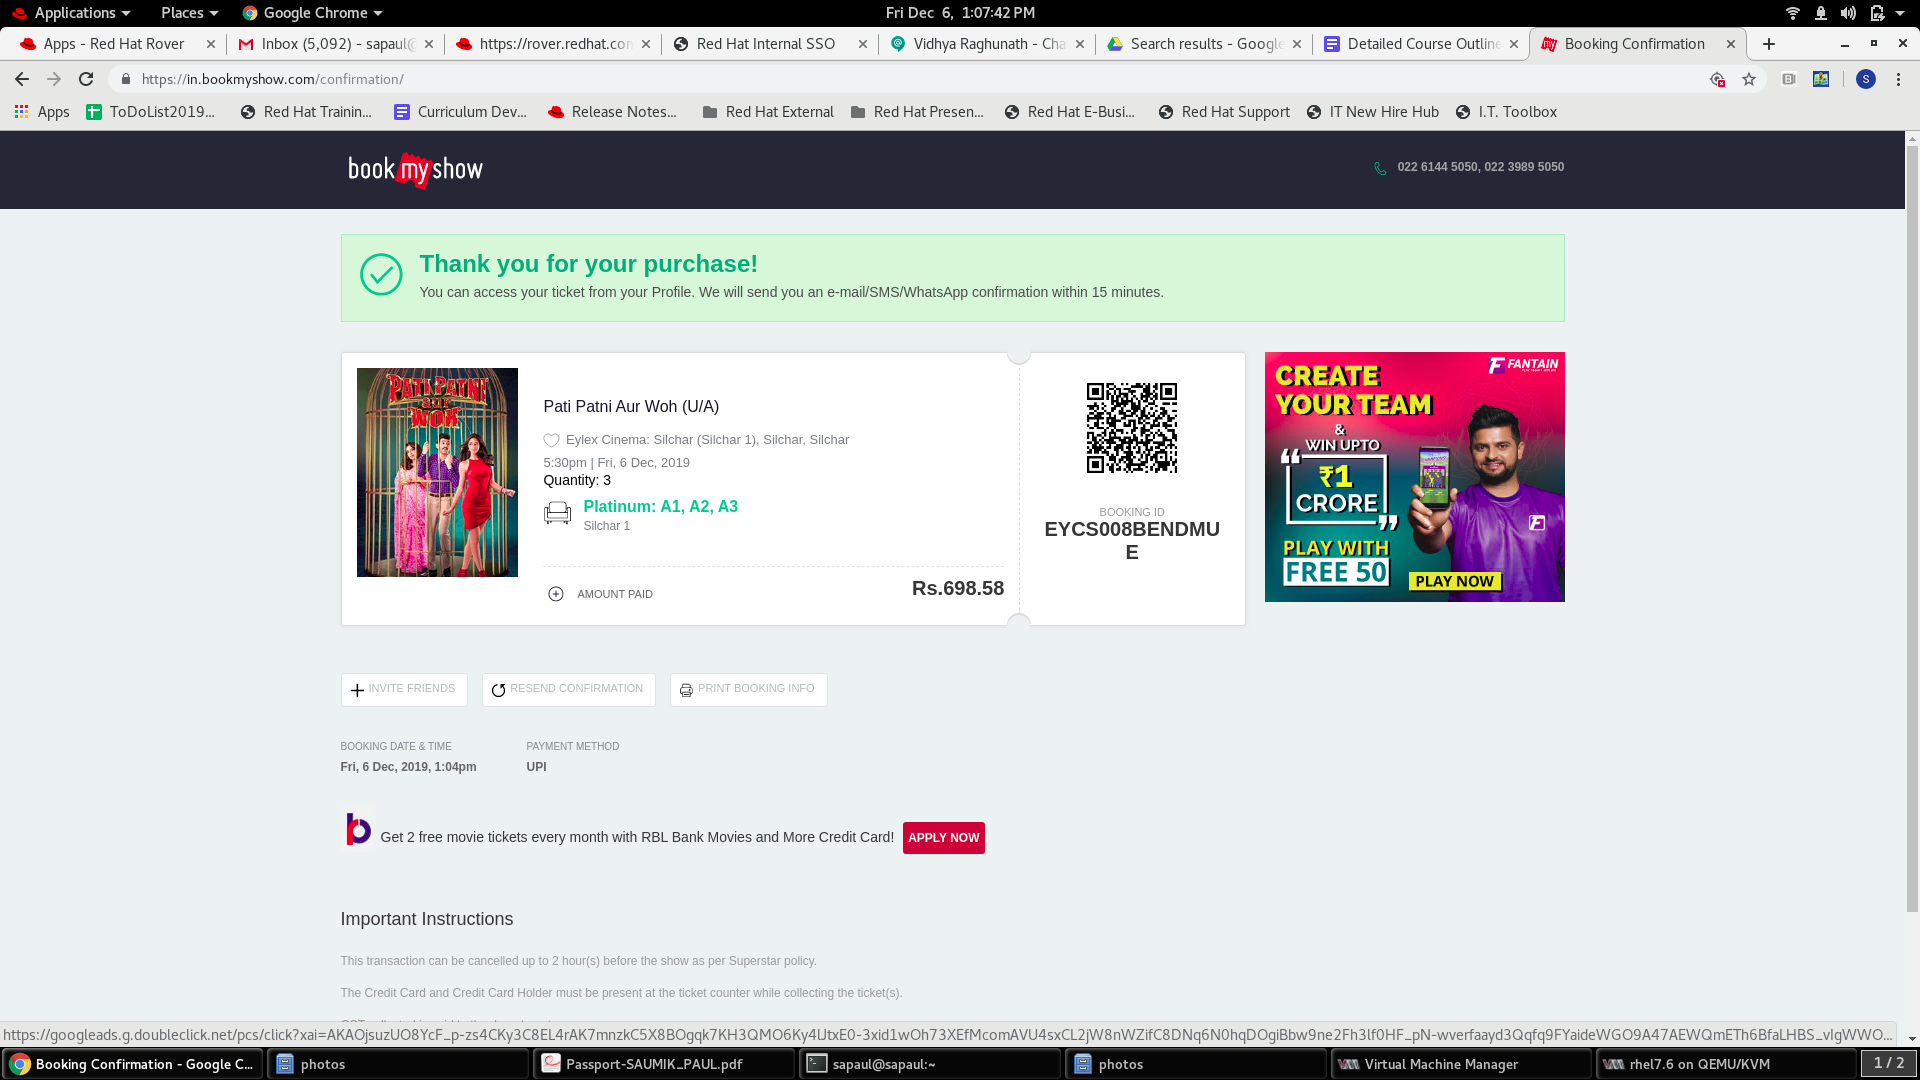 Applications Places Google Chrome Fri Dec 6, 1:07:42 PM
Apps - Red Hat Rover Inbox (5,092) - sapaul@ https://rover.redhat.com Red Hat Internal SSO Vidhya Raghunath - Cha Search results - Google Detailed Course Outline Booking Confirmation
https://in.bookmyshow.com/confirmation/ S
Apps ToDoList2019... Red Hat Trainin... Curriculum Dev... Release Notes... Red Hat External Red Hat Presen... Red Hat E-Busi... Red Hat Support IT New Hire Hub I.T. Toolbox
book my show
022 6144 5050, 022 3989 5050
Thank you for your purchase!
You can access your ticket from your Profile. We will send you an e-mail/SMS/WhatsApp confirmation within 15 minutes.
PATI PATNI
AUR
WOH
Pati Patni Aur Woh (U/A)
Eylex Cinema: Silchar (Silchar 1), Silchar, Silchar
5:30pm | Fri, 6 Dec, 2019
Quantity: 3
Platinum: A1, A2, A3
Silchar 1
AMOUNT PAID Rs.698.58
BOOKING ID
EYCS008BENDMU
E
FANTAIN
CREATE
YOUR TEAM
&
WIN UPTO
₹1
CRORE
PLAY WITH
FREE 50
PLAY NOW
INVITE FRIENDS RESEND CONFIRMATION PRINT BOOKING INFO
BOOKING DATE & TIME PAYMENT METHOD
Fri, 6 Dec, 2019, 1:04pm UPI
Get 2 free movie tickets every month with RBL Bank Movies and More Credit Card! APPLY NOW
Important Instructions
This transaction can be cancelled up to 2 hour(s) before the show as per Superstar policy.
The Credit Card and Credit Card Holder must be present at the ticket counter while collecting the ticket(s).
https://googleads.g.doubleclick.net/pcs/click?xai=AKAOjsuzUO8YcF_p-zs4CKy3C8EL4rAK7mnzkC5X8BOgqk7KH3QMO6Ky4UtxE0-3xid1wOh73XEfMcomAVU4sxCL2jW8nWZifC8DNq6N0hqDOgiBbw9ne2Fh3lf0HF_pN-wverfaayd3Qqfq9FYaideWGO9A47AEWQmETh6BfaLHBS_vIgWWO...
Booking Confirmation - Google C... photos Passport-SAUMIK_PAUL.pdf sapaul@sapaul:~ photos Virtual Machine Manager rhel7.6 on QEMU/KVM 1 / 2